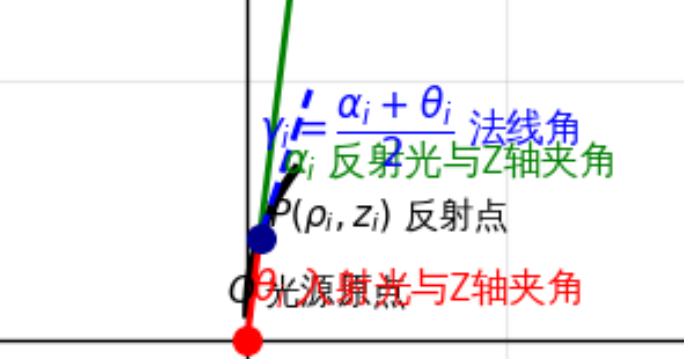 γᵢ = (αᵢ + θᵢ)/2 法线角
αᵢ 反射光与Z轴夹角
P(ρᵢ, zᵢ) 反射点
θᵢ 入射光与Z轴夹角
O 光源原点